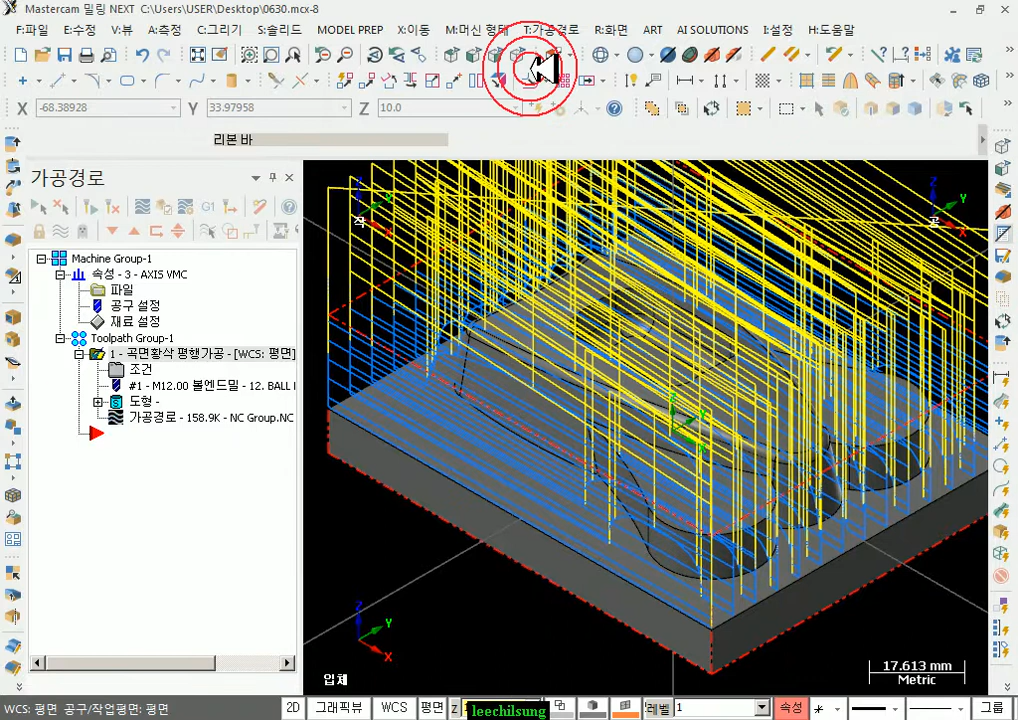 Mastercam 밀링 NEXT C:\Users\USER\Desktop\0630.mcx-8
F:파일 E:수정 V:뷰 A:측정 C:그리기 S:솔리드 MODEL PREP X:이동 M:머신 형태 T:가공경로 R:화면 ART AI SOLUTIONS I:설정 H:도움말
X -68.38928 Y 33.97958 Z 10.0
리본 바
가공경로
G1
Machine Group-1
속성 - 3 - AXIS VMC
파일
공구 설정
재료 설정
Toolpath Group-1
1 - 곡면황삭 평행가공 - [WCS: 평면]
조건
#1 - M12.00 볼엔드밀 - 12. BALL
도형 -
가공경로 - 158.9K - NC Group.NC
Z
Y
X
작
Z
Y
X
공
Z
Y
X
입체
17.613 mm
Metric
WCS: 평면 공구/작업평면: 평면
2D 그래픽뷰 WCS 평면 Z
레벨 1 속성 그룹
leechilsung